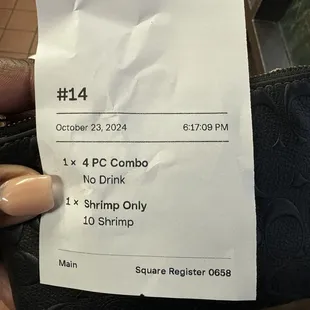 #14
October 23, 2024 6:17:09 PM
1 x 4 PC Combo
No Drink
1 x Shrimp Only
10 Shrimp
Main Square Register 0658